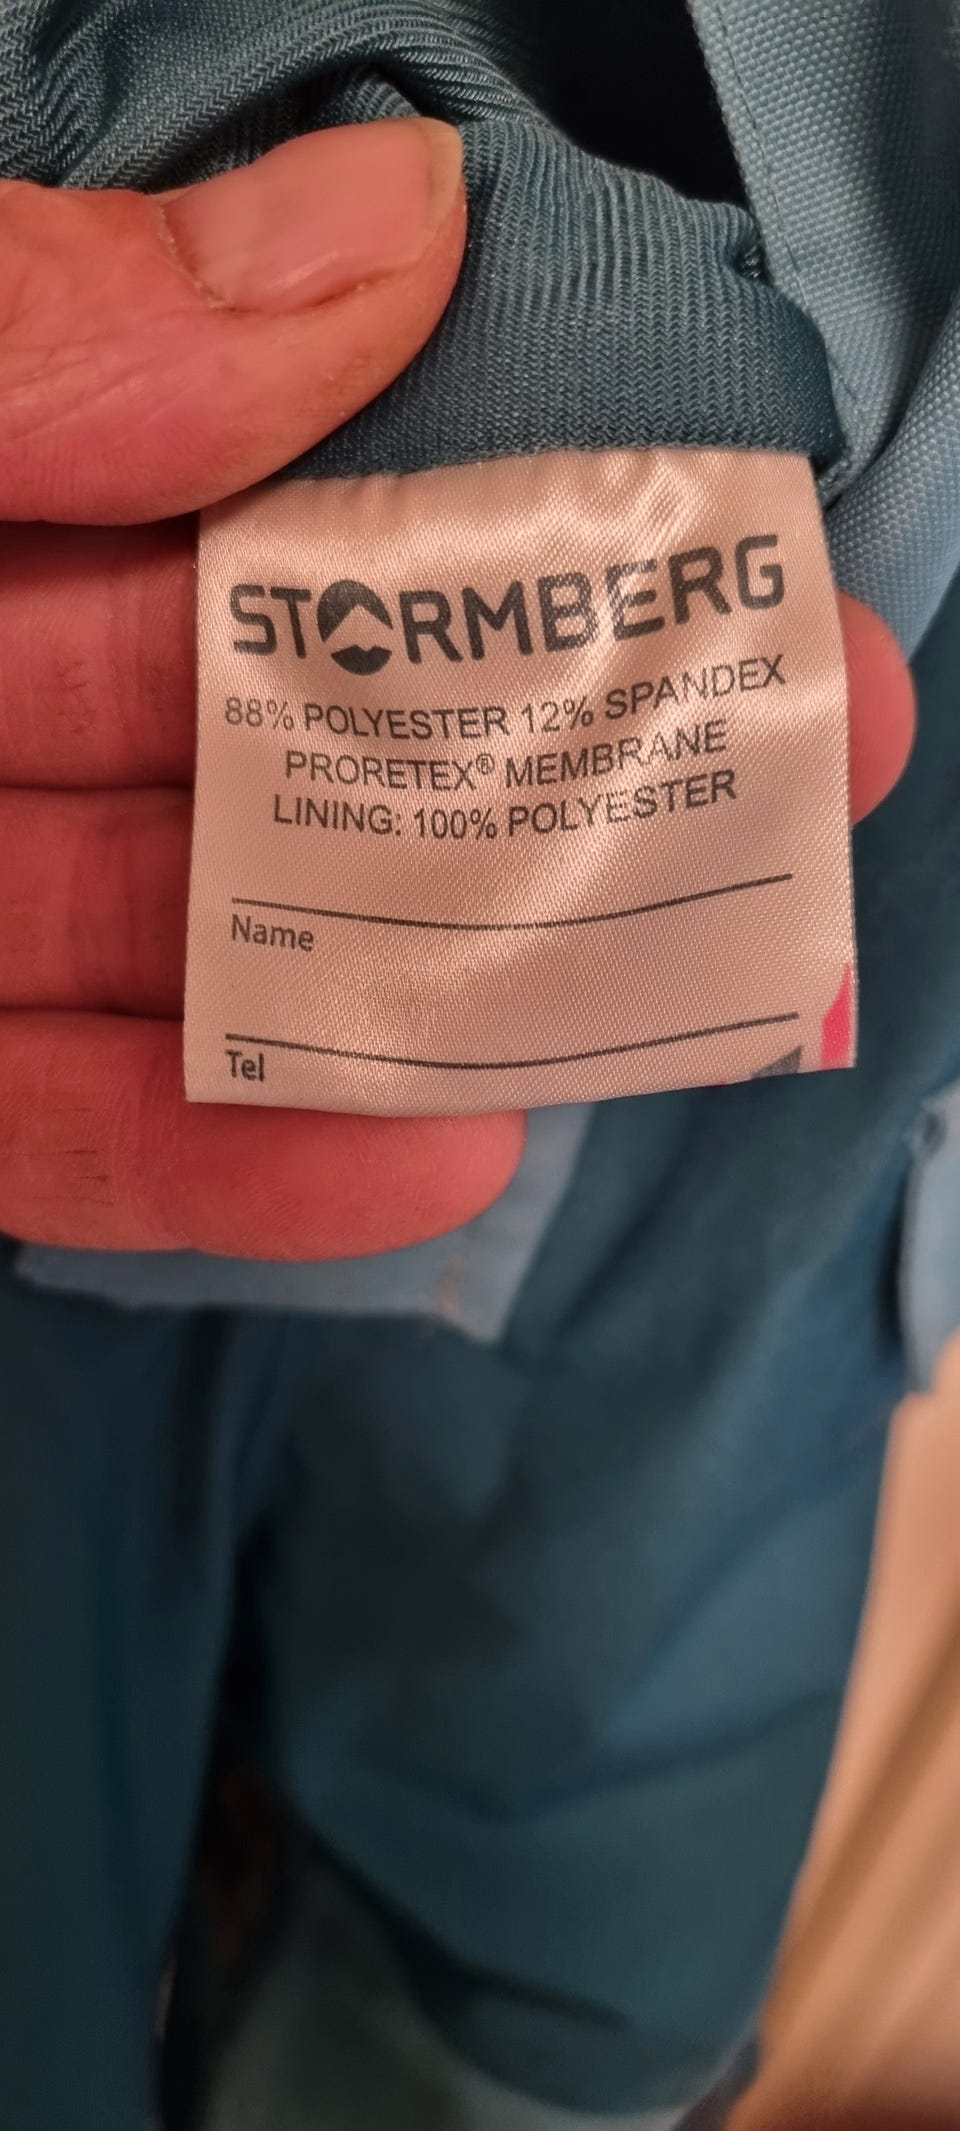 STORMBERG
88% POLYESTER 12% SPANDEX
PRORETEX® MEMBRANE
LINING: 100% POLYESTER
Name
Tel